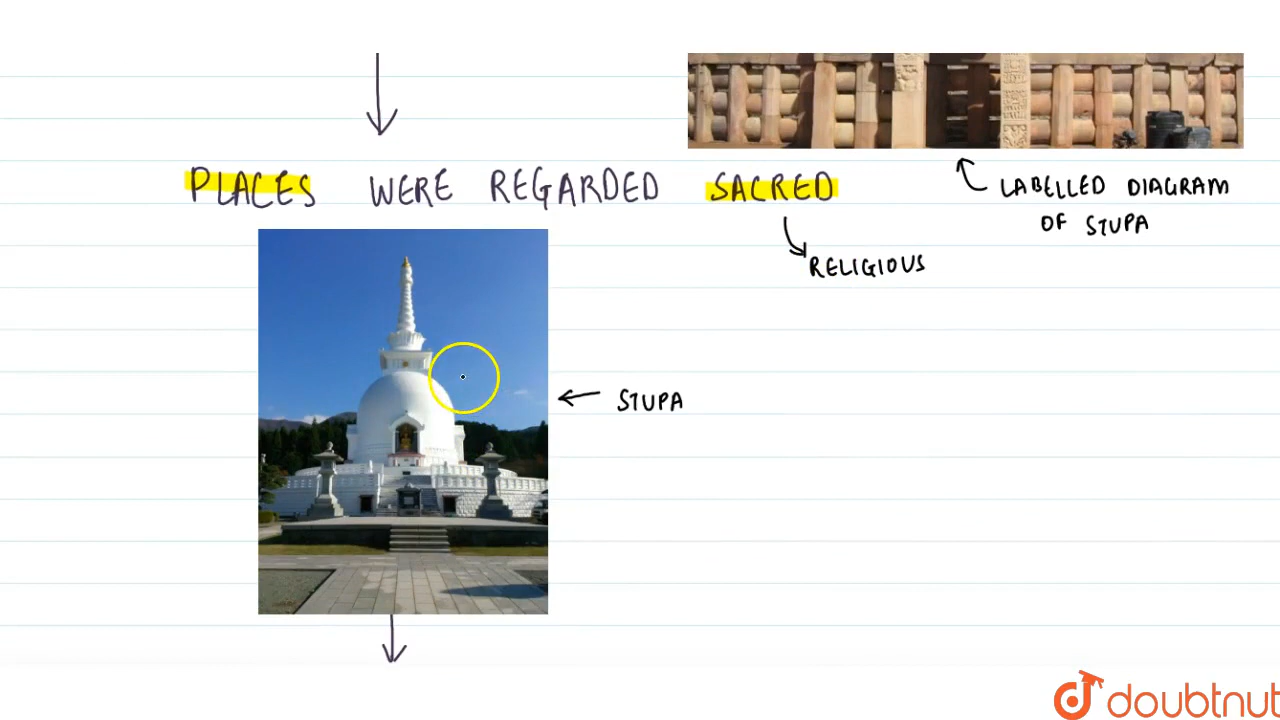 PLACES WERE REGARDED SACRED
LABELLED DIAGRAM
OF STUPA
RELIGIOUS
STUPA
doubtnut